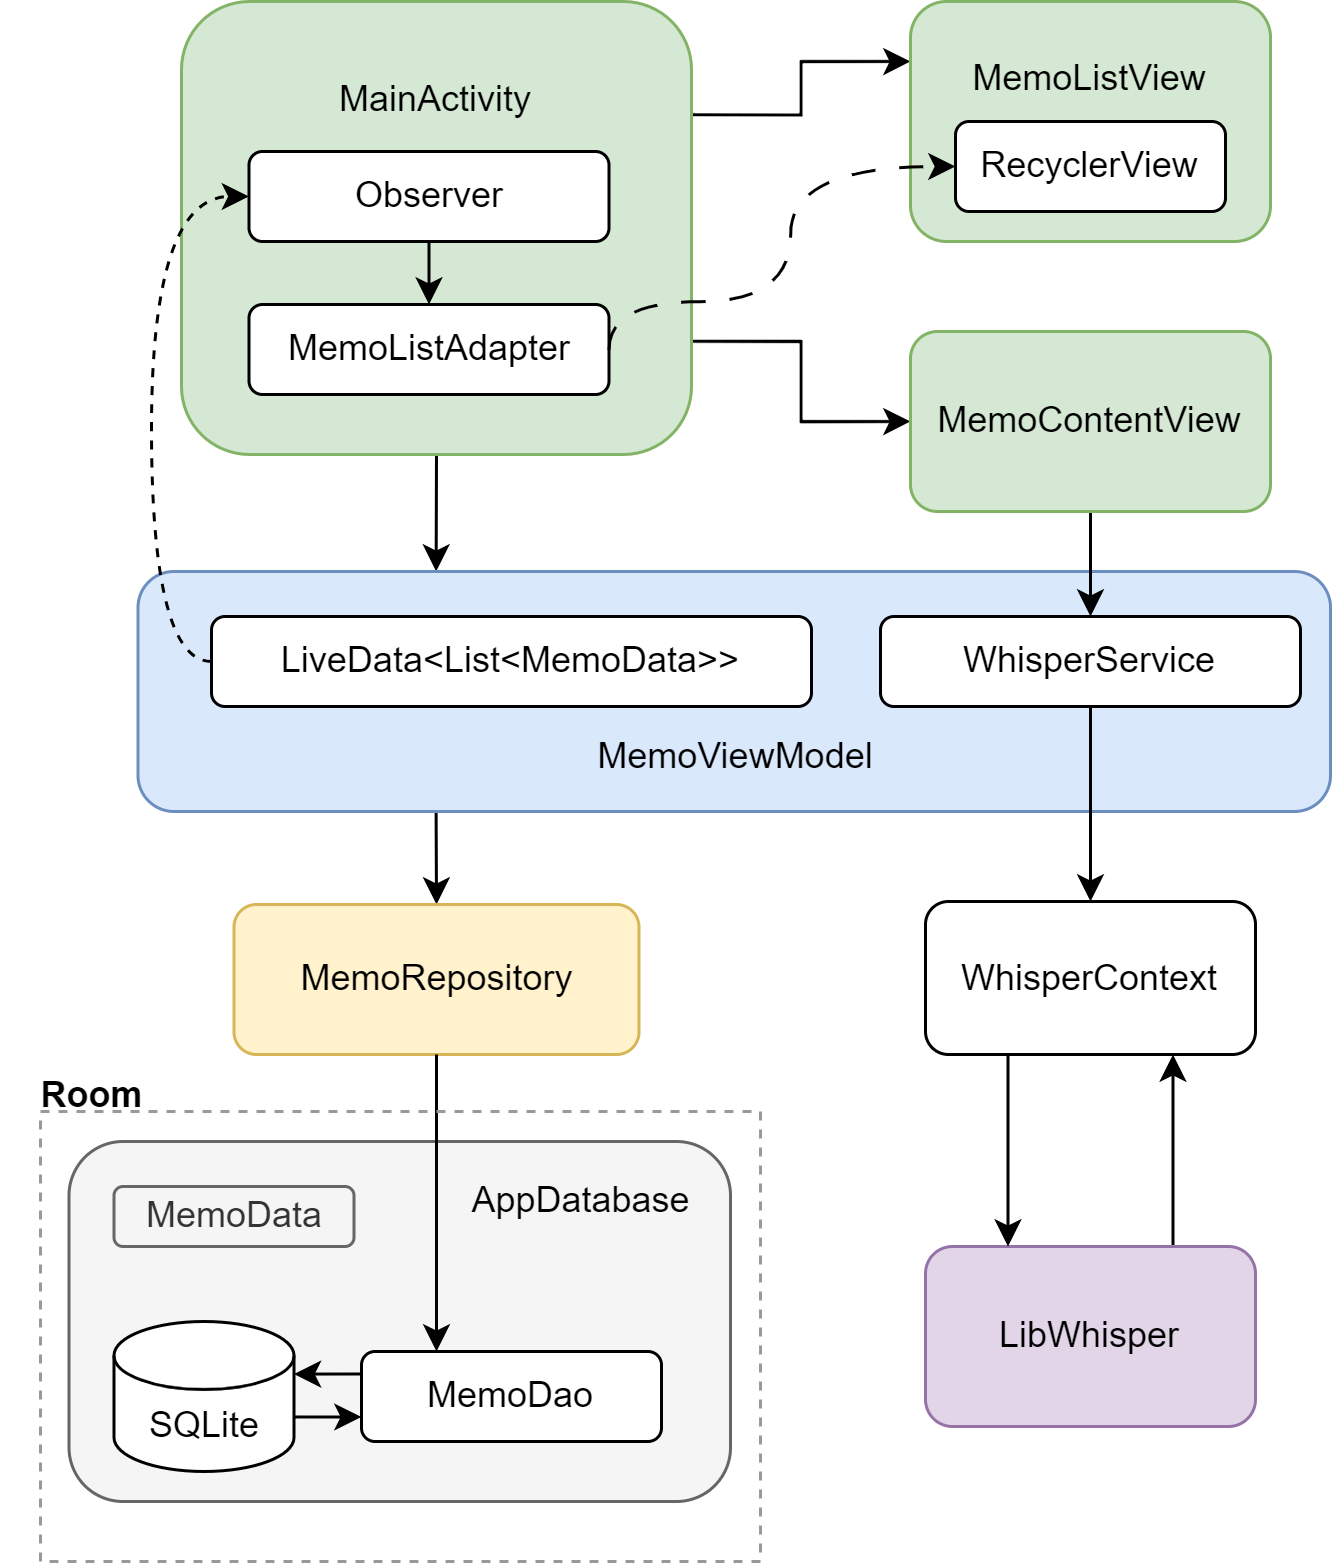 MainActivity
Observer
MemoListAdapter
MemoListView
RecyclerView
MemoContentView
LiveData<List<MemoData>>
WhisperService
MemoViewModel
MemoRepository
WhisperContext
Room
MemoData
AppDatabase
SQLite
MemoDao
LibWhisper